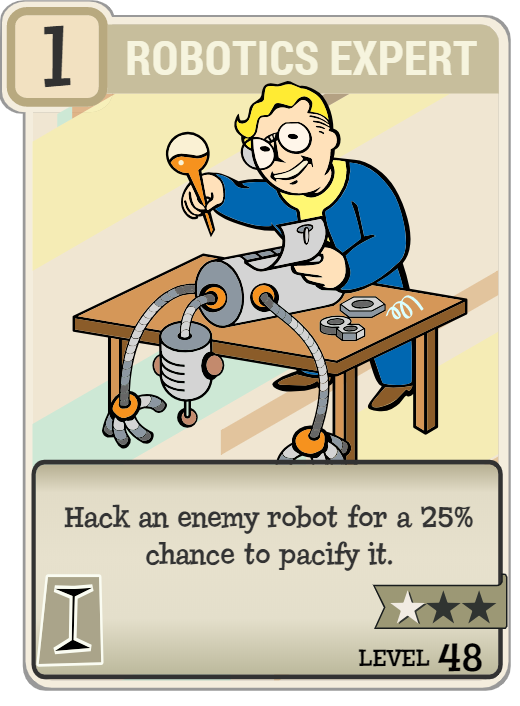 1
ROBOTICS EXPERT
Hack an enemy robot for a 25%
chance to pacify it.
I
LEVEL 48